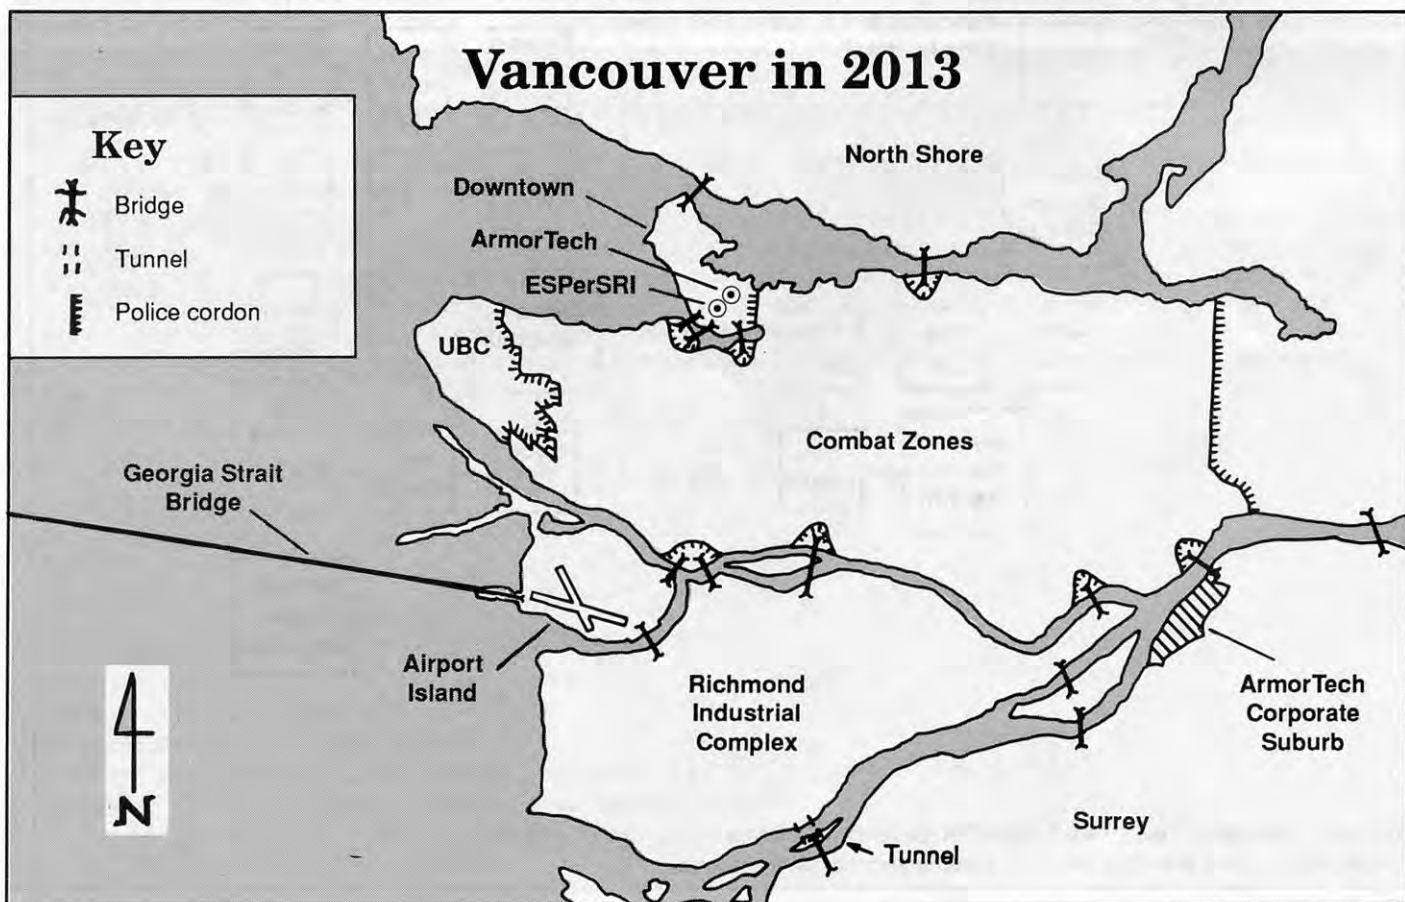 Vancouver in 2013
Key
Bridge
Tunnel
Police cordon
North Shore
Downtown
ArmorTech
ESPerSRI
UBC
Combat Zones
Georgia Strait
Bridge
Airport
Island
Richmond
Industrial
Complex
ArmorTech
Corporate
Suburb
Surrey
Tunnel
N